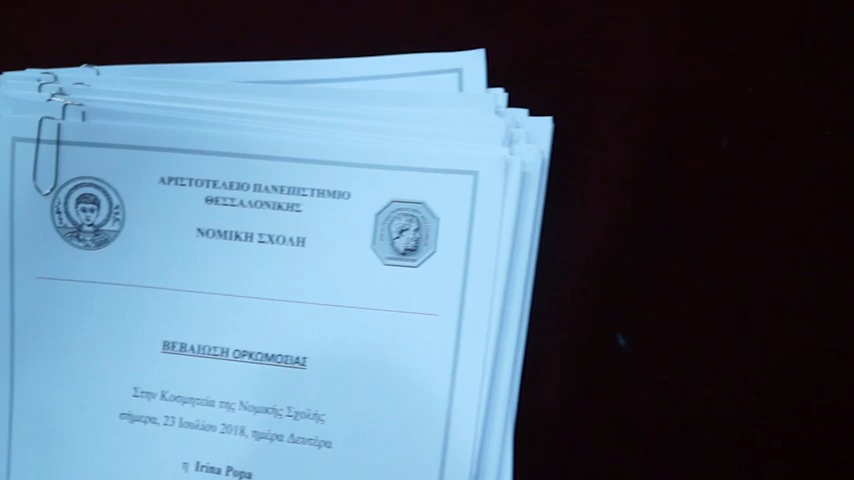 ΑΡΙΣΤΟΤΕΛΕΙΟ ΠΑΝΕΠΙΣΤΗΜΙΟ
ΘΕΣΣΑΛΟΝΙΚΗΣ
ΝΟΜΙΚΗ ΣΧΟΛΗ
ΒΕΒΑΙΩΣΗ ΟΡΚΩΜΟΣΙΑΣ
Στην Κοσμητεία της Νομικής Σχολής
σήμερα, 23 Ιουλίου 2018, ημέρα Δευτέρα
η Irina Popa